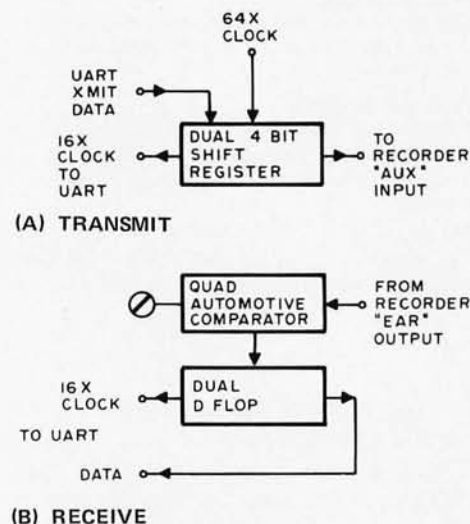 64X
CLOCK
UART
XMIT
DATA
16X
CLOCK
TO
UART
DUAL 4 BIT
SHIFT
REGISTER
TO
RECORDER
"AUX"
INPUT
(A) TRANSMIT
QUAD
AUTOMOTIVE
COMPARATOR
FROM
RECORDER
"EAR"
OUTPUT
16X
CLOCK
DUAL
D FLOP
TO UART
DATA
(B) RECEIVE